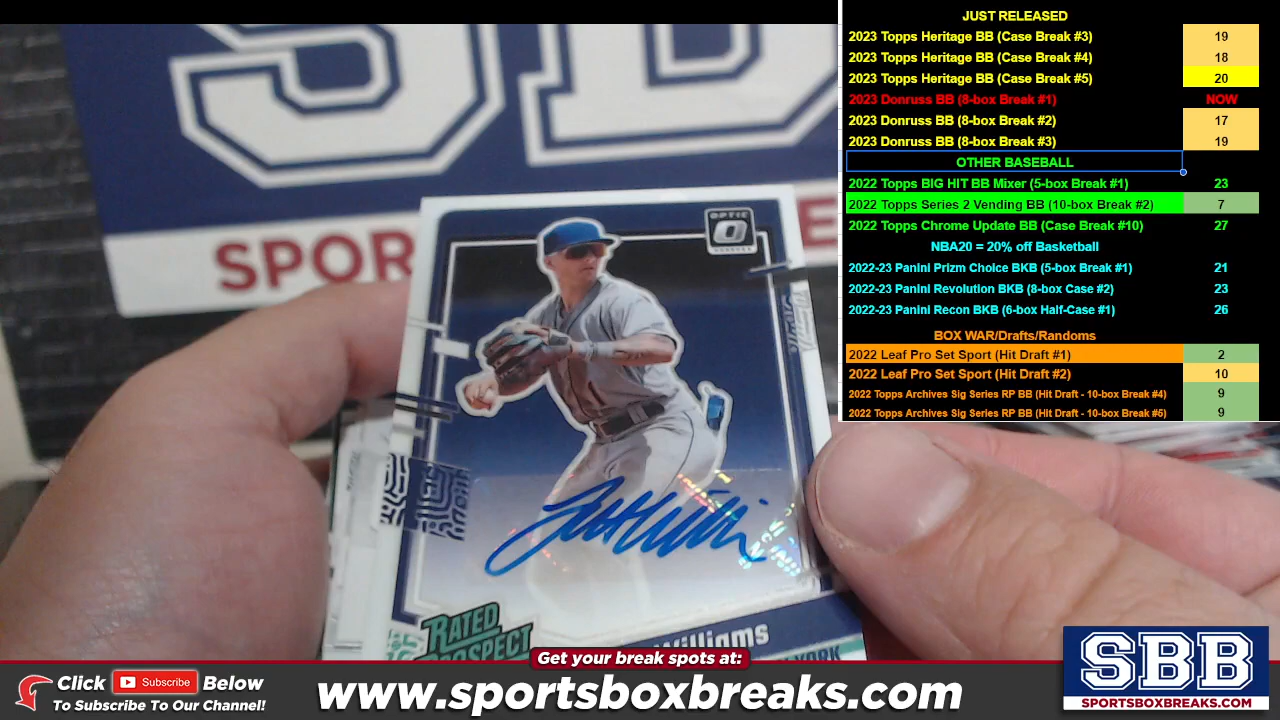 JUST RELEASED
2023 Topps Heritage BB (Case Break #3) 19
2023 Topps Heritage BB (Case Break #4) 18
2023 Topps Heritage BB (Case Break #5) 20
2023 Donruss BB (8-box Break #1) NOW
2023 Donruss BB (8-box Break #2) 17
2023 Donruss BB (8-box Break #3) 19
OTHER BASEBALL
2022 Topps BIG HIT BB Mixer (5-box Break #1) 23
2022 Topps Series 2 Vending BB (10-box Break #2) 7
2022 Topps Chrome Update BB (Case Break #10) 27
NBA20 = 20% off Basketball
2022-23 Panini Prizm Choice BKB (5-box Break #1) 21
2022-23 Panini Revolution BKB (8-box Case #2) 23
2022-23 Panini Recon BKB (6-box Half-Case #1) 26
BOX WAR/Drafts/Randoms
2022 Leaf Pro Set Sport (Hit Draft #1) 2
2022 Leaf Pro Set Sport (Hit Draft #2) 10
2022 Topps Archives Sig Series RP BB (Hit Draft - 10-box Break #4) 9
2022 Topps Archives Sig Series RP BB (Hit Draft - 10-box Break #5) 9
SPOR
OPTIC
RATED
PROSPECT
Williams
YORK
Get your break spots at:
Click Subscribe Below
To Subscribe To Our Channel!
www.sportsboxbreaks.com
SBB
SPORTSBOXBREAKS.COM